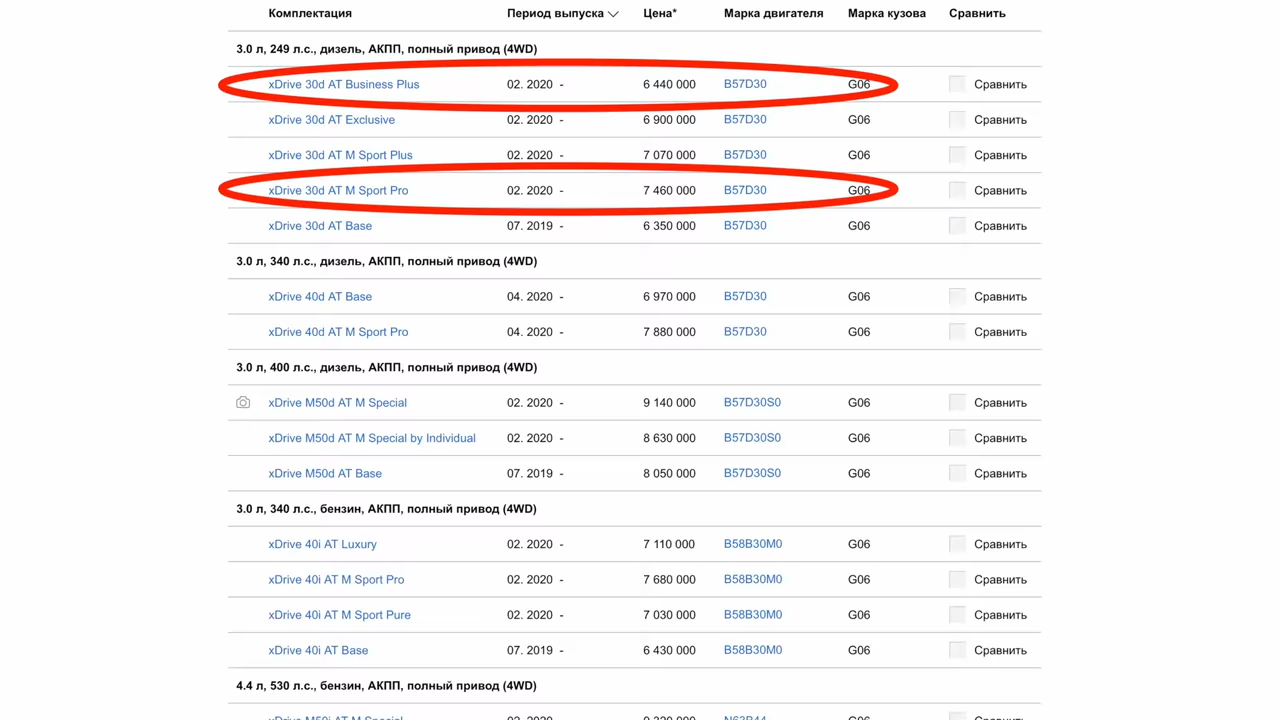 Комплектация Период выпуска Цена* Марка двигателя Марка кузова Сравнить
3.0 л, 249 л.с., дизель, АКПП, полный привод (4WD)
xDrive 30d AT Business Plus 02. 2020 - 6 440 000 B57D30 G06 Сравнить
xDrive 30d AT Exclusive 02. 2020 - 6 900 000 B57D30 G06 Сравнить
xDrive 30d AT M Sport Plus 02. 2020 - 7 070 000 B57D30 G06 Сравнить
xDrive 30d AT M Sport Pro 02. 2020 - 7 460 000 B57D30 G06 Сравнить
xDrive 30d AT Base 07. 2019 - 6 350 000 B57D30 G06 Сравнить
3.0 л, 340 л.с., дизель, АКПП, полный привод (4WD)
xDrive 40d AT Base 04. 2020 - 6 970 000 B57D30 G06 Сравнить
xDrive 40d AT M Sport Pro 04. 2020 - 7 880 000 B57D30 G06 Сравнить
3.0 л, 400 л.с., дизель, АКПП, полный привод (4WD)
xDrive M50d AT M Special 02. 2020 - 9 140 000 B57D30S0 G06 Сравнить
xDrive M50d AT M Special by Individual 02. 2020 - 8 630 000 B57D30S0 G06 Сравнить
xDrive M50d AT Base 07. 2019 - 8 050 000 B57D30S0 G06 Сравнить
3.0 л, 340 л.с., бензин, АКПП, полный привод (4WD)
xDrive 40i AT Luxury 02. 2020 - 7 110 000 B58B30M0 G06 Сравнить
xDrive 40i AT M Sport Pro 02. 2020 - 7 680 000 B58B30M0 G06 Сравнить
xDrive 40i AT M Sport Pure 02. 2020 - 7 030 000 B58B30M0 G06 Сравнить
xDrive 40i AT Base 07. 2019 - 6 430 000 B58B30M0 G06 Сравнить
4.4 л, 530 л.с., бензин, АКПП, полный привод (4WD)